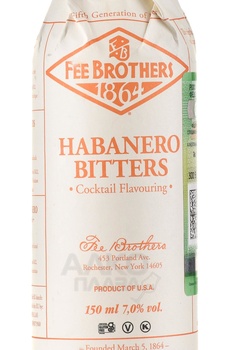 Generation of
FB
FEE BROTHERS
1864
HABANERO
BITTERS
• Cocktail Flavouring •
Fee Brothers
453 Portland Ave.
Rochester, New York 14605
PRODUCT OF U.S.A.
150 ml 7,0% vol.
V K
Founded March 5, 1864